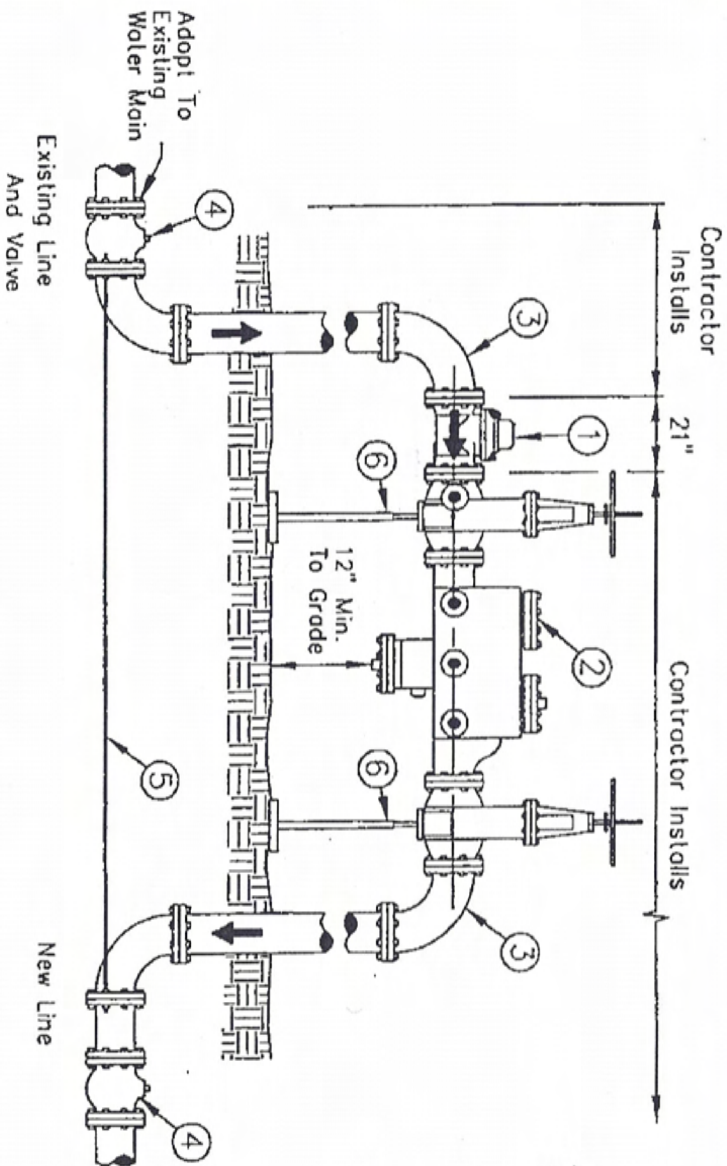 Contractor
Installs
21"
Contractor Installs
3
1
2
4
6
12" Min.
To Grade
6
3
Adopt To
Existing
Water Main
5
Existing Line
And Valve
New Line
4